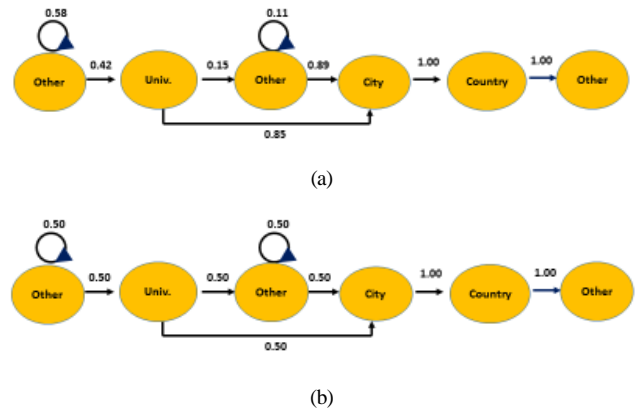 0.58 0.11
Other 0.42 Univ. 0.15 Other 0.89 City 1.00 Country 1.00 Other
0.85
(a)
0.50 0.50
Other 0.50 Univ. 0.50 Other 0.50 City 1.00 Country 1.00 Other
0.50
(b)